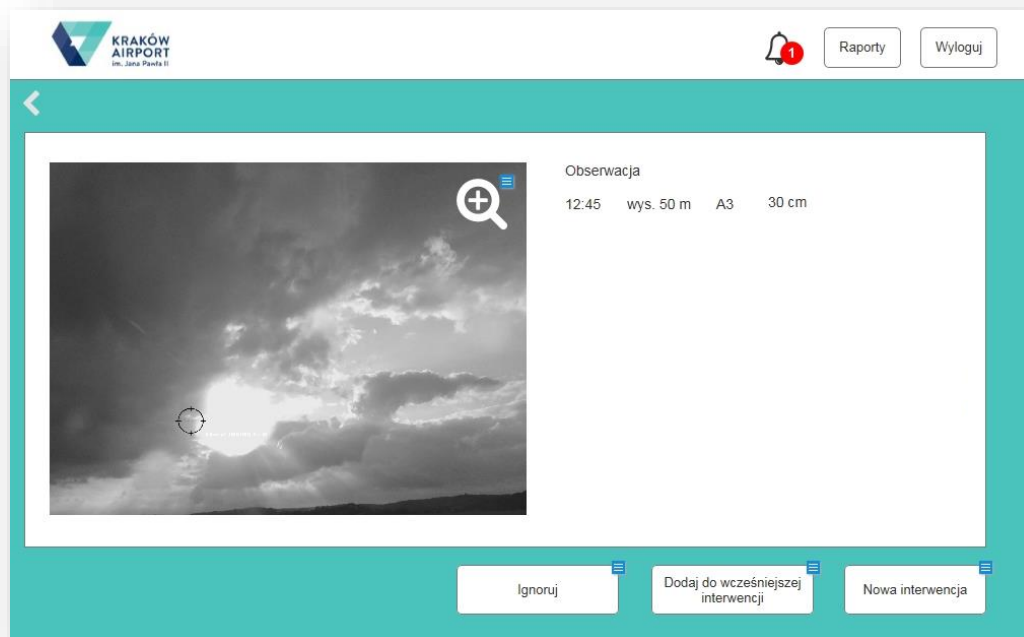 KRAKÓW
AIRPORT
im. Jana Pawła II
1
Raporty
Wyloguj
Obserwacja
12:45 wys. 50 m A3 30 cm
Ignoruj
Dodaj do wcześniejszej
interwencji
Nowa interwencja